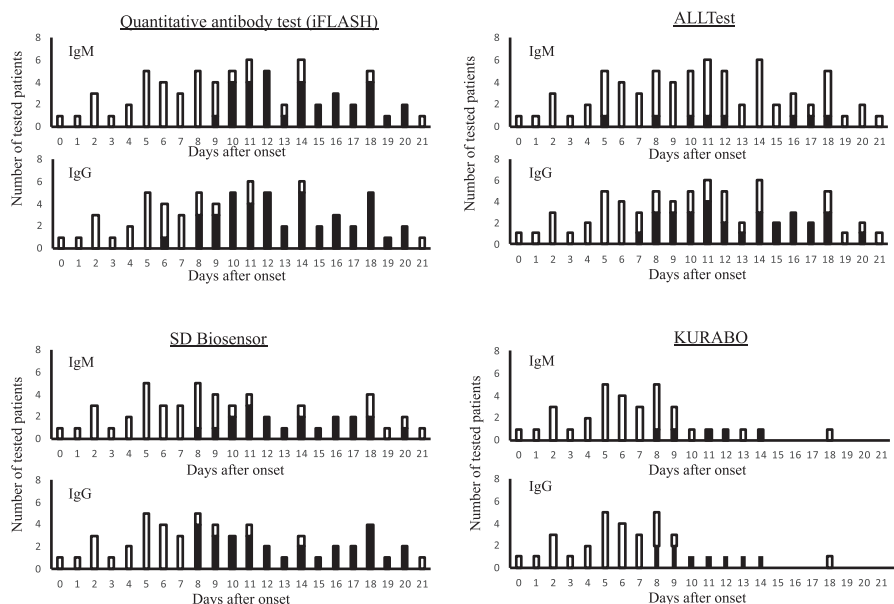 Quantitative antibody test (iFLASH)
Number of tested patients
IgM
8
6
4
2
0
0 1 2 3 4 5 6 7 8 9 10 11 12 13 14 15 16 17 18 19 20 21
Days after onset
IgG
8
6
4
2
0
0 1 2 3 4 5 6 7 8 9 10 11 12 13 14 15 16 17 18 19 20 21
Days after onset
ALLTest
Number of tested patients
IgM
8
6
4
2
0
0 1 2 3 4 5 6 7 8 9 10 11 12 13 14 15 16 17 18 19 20 21
Days after onset
IgG
8
6
4
2
0
0 1 2 3 4 5 6 7 8 9 10 11 12 13 14 15 16 17 18 19 20 21
Days after onset
SD Biosensor
Number of tested patients
IgM
8
6
4
2
0
0 1 2 3 4 5 6 7 8 9 10 11 12 13 14 15 16 17 18 19 20 21
Days after onset
IgG
8
6
4
2
0
0 1 2 3 4 5 6 7 8 9 10 11 12 13 14 15 16 17 18 19 20 21
Days after onset
KURABO
Number of tested patients
IgM
8
6
4
2
0
0 1 2 3 4 5 6 7 8 9 10 11 12 13 14 15 16 17 18 19 20 21
Days after onset
IgG
8
6
4
2
0
0 1 2 3 4 5 6 7 8 9 10 11 12 13 14 15 16 17 18 19 20 21
Days after onset